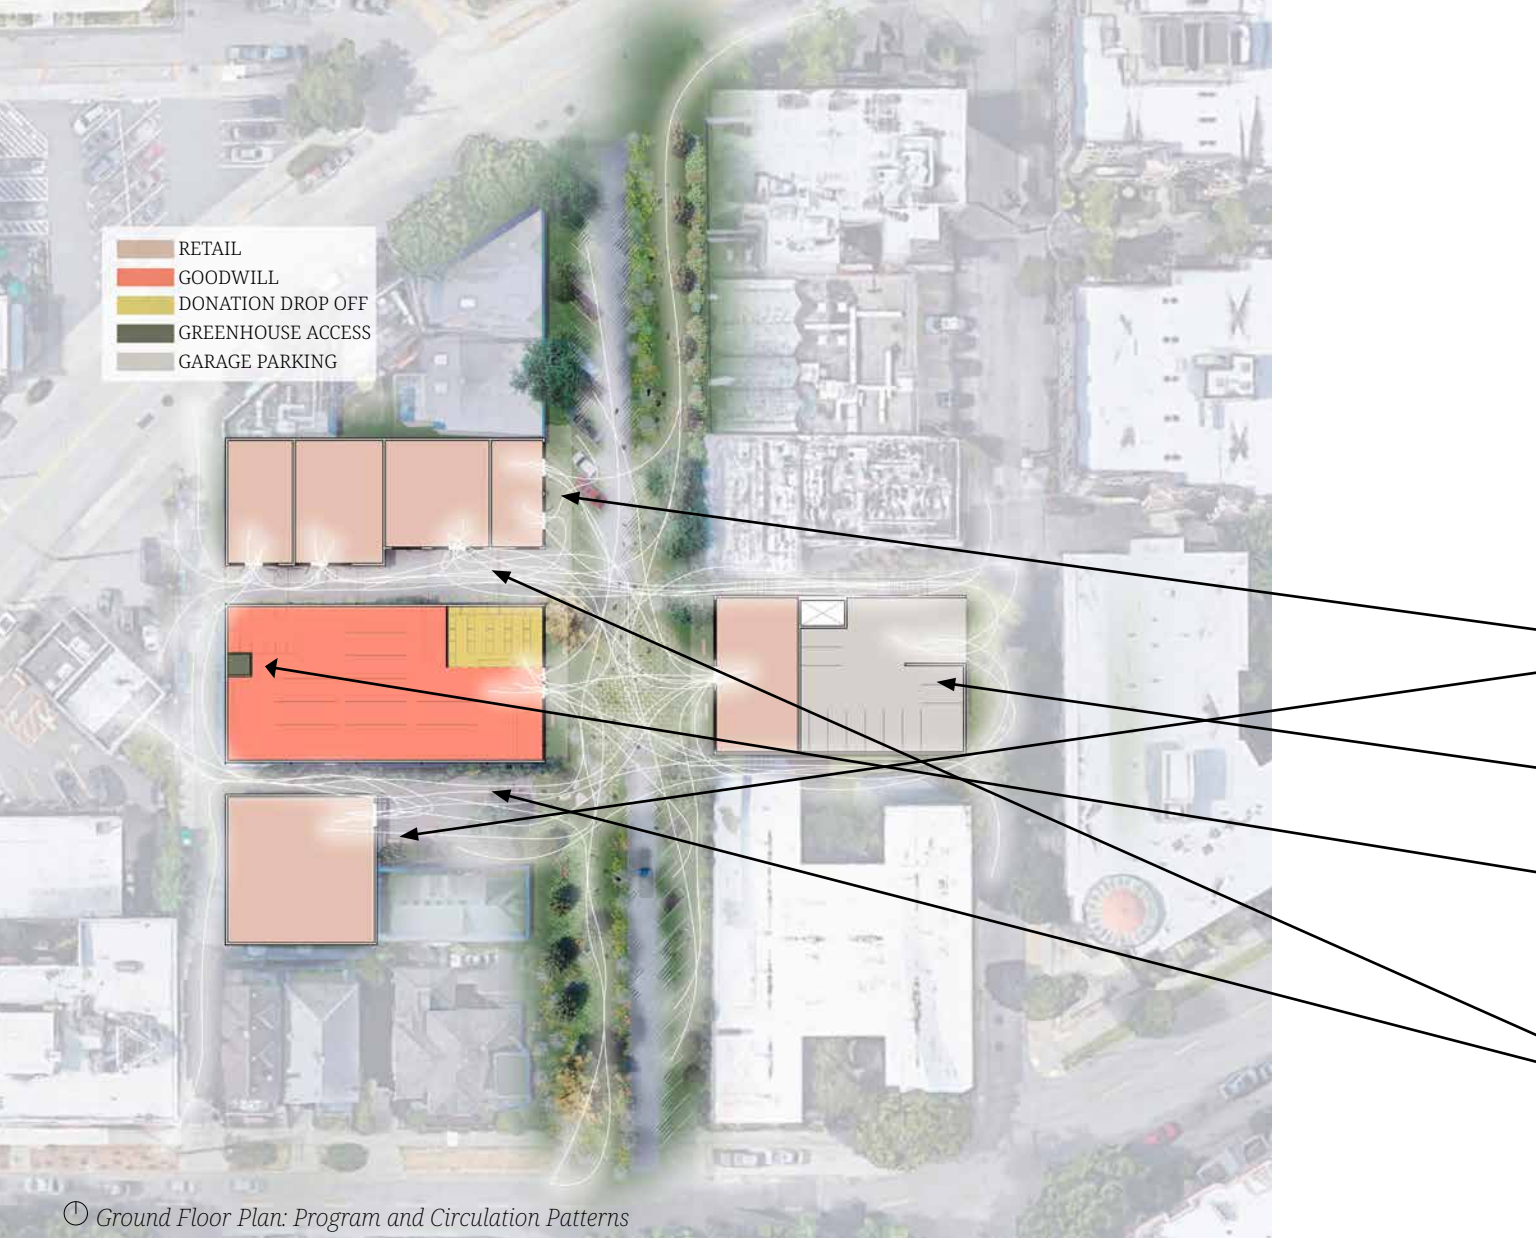 RETAIL
GOODWILL
DONATION DROP OFF
GREENHOUSE ACCESS
GARAGE PARKING
Ground Floor Plan: Program and Circulation Patterns